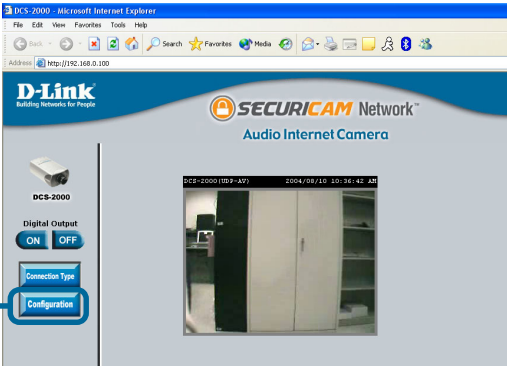 DCS-2000 - Microsoft Internet Explorer
File Edit View Favorites Tools Help
Back Search Favorites Media
Address http://192.168.0.100
D-Link
Building Networks for People
SECURICAM Network™
Audio Internet Camera
DCS-2000(UDP-AV) 2004/08/10 10:36:42 AM
DCS-2000
Digital Output
ON OFF
Connection Type
Configuration